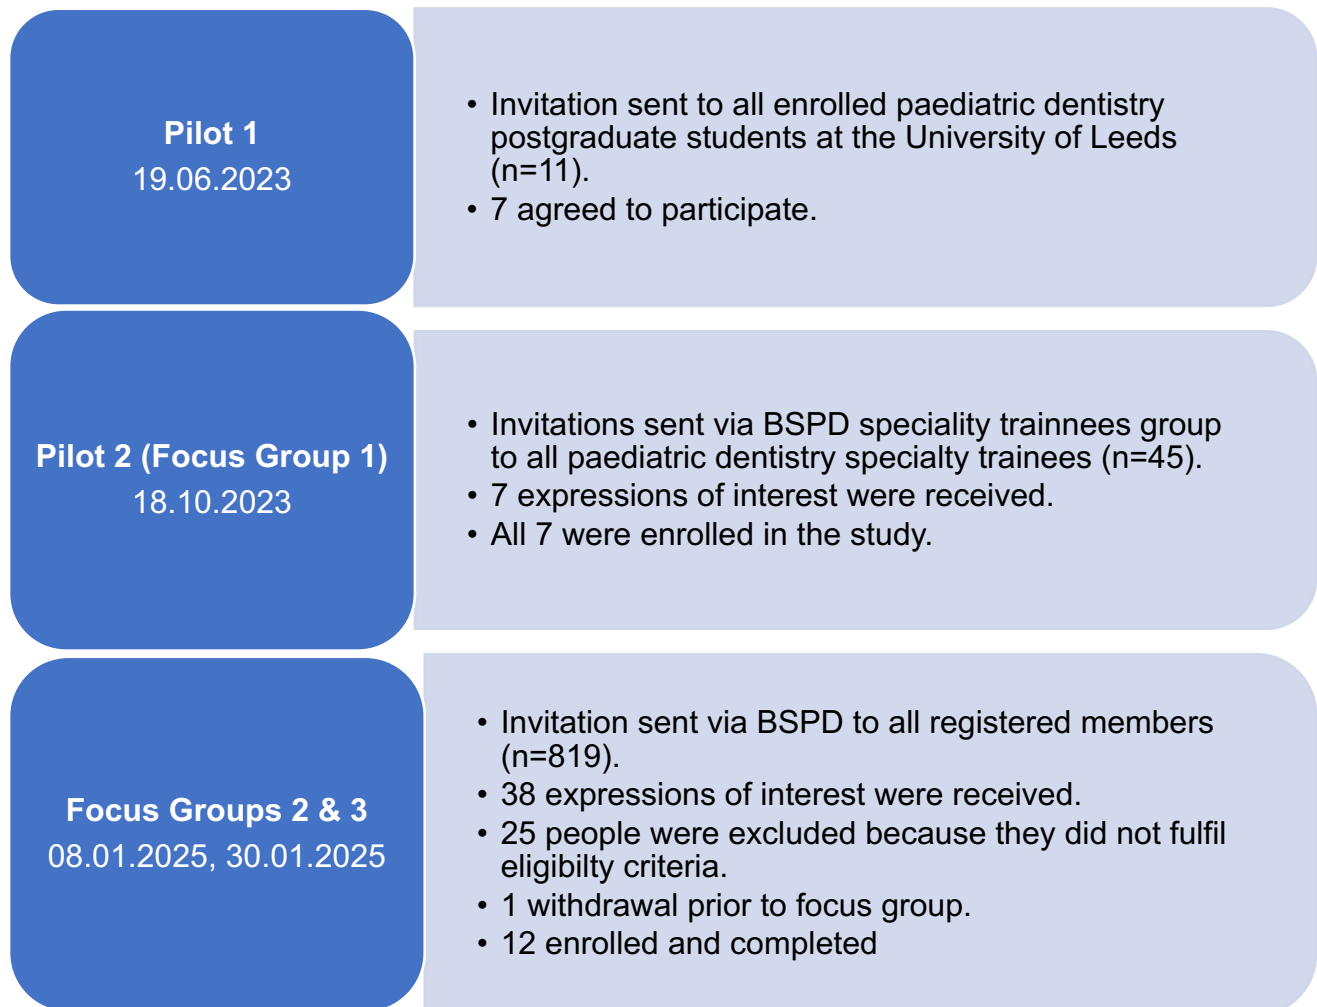 Pilot 1
19.06.2023
• Invitation sent to all enrolled paediatric dentistry
postgraduate students at the University of Leeds
(n=11).
• 7 agreed to participate.
Pilot 2 (Focus Group 1)
18.10.2023
• Invitations sent via BSPD speciality trainnees group
to all paediatric dentistry specialty trainees (n=45).
• 7 expressions of interest were received.
• All 7 were enrolled in the study.
Focus Groups 2 & 3
08.01.2025, 30.01.2025
• Invitation sent via BSPD to all registered members
(n=819).
• 38 expressions of interest were received.
• 25 people were excluded because they did not fulfil
eligibilty criteria.
• 1 withdrawal prior to focus group.
• 12 enrolled and completed